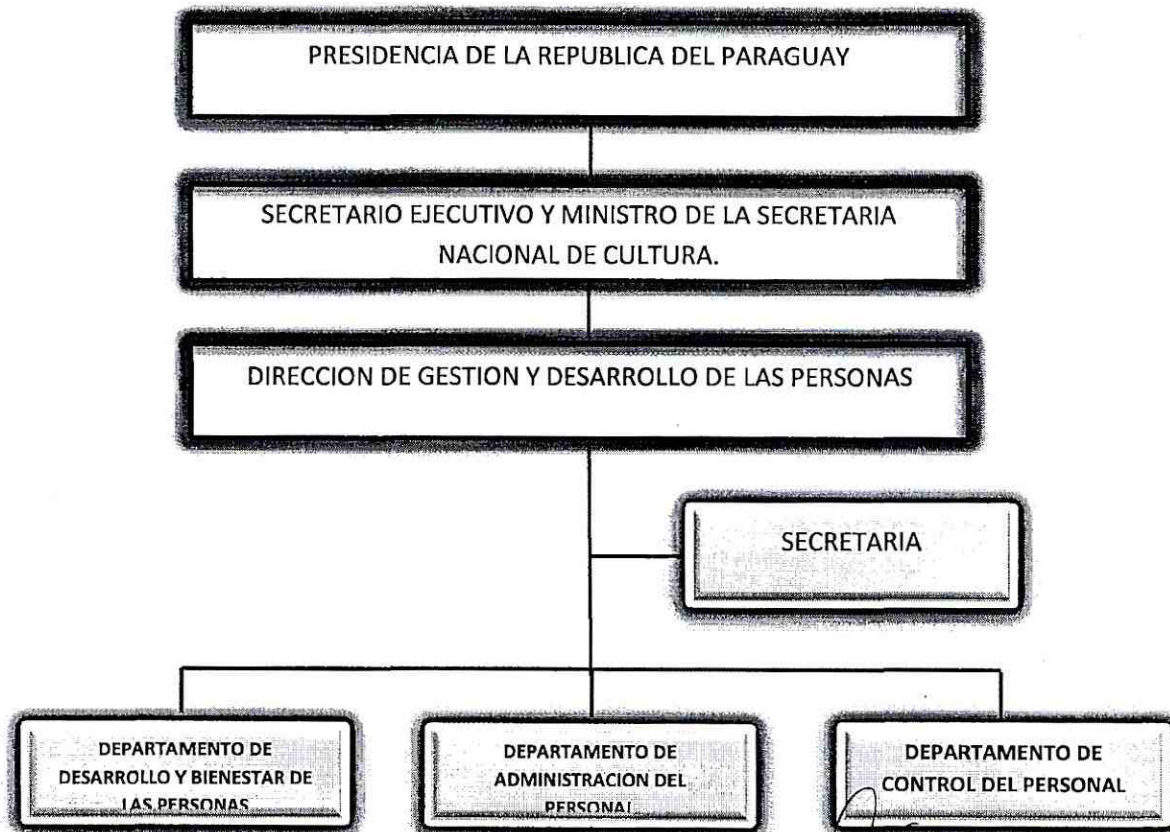 PRESIDENCIA DE LA REPUBLICA DEL PARAGUAY
SECRETARIO EJECUTIVO Y MINISTRO DE LA SECRETARIA
NACIONAL DE CULTURA.
DIRECCION DE GESTION Y DESARROLLO DE LAS PERSONAS
SECRETARIA
DEPARTAMENTO DE
DESARROLLO Y BIENESTAR DE
LAS PERSONAS
DEPARTAMENTO DE
ADMINISTRACION DEL
PERSONAL
DEPARTAMENTO DE
CONTROL DEL PERSONAL